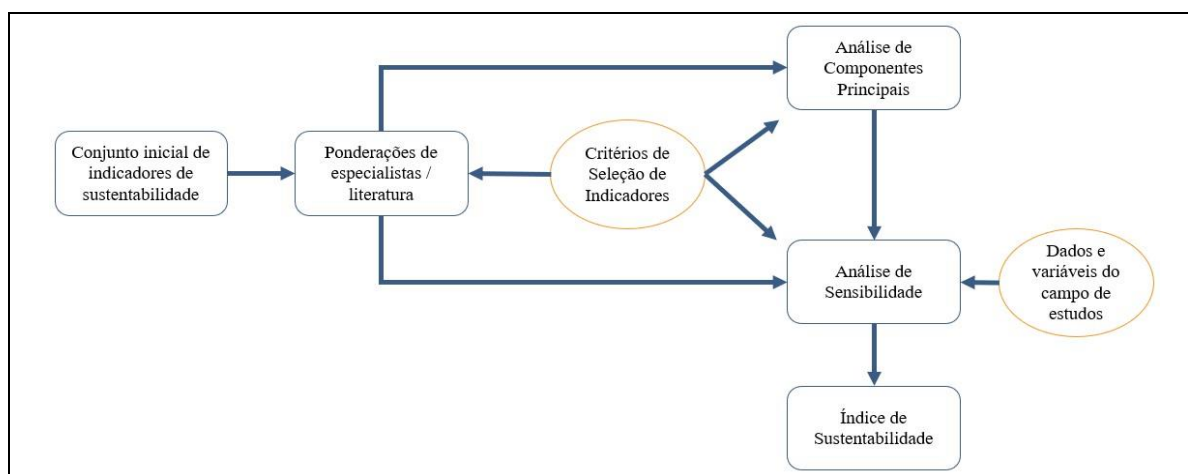 Análise de
Componentes
Principais
Conjunto inicial de
indicadores de
sustentabilidade
Ponderações de
especialistas /
literatura
Critérios de
Seleção de
Indicadores
Análise de
Sensibilidade
Dados e
variáveis do
campo de
estudos
Índice de
Sustentabilidade